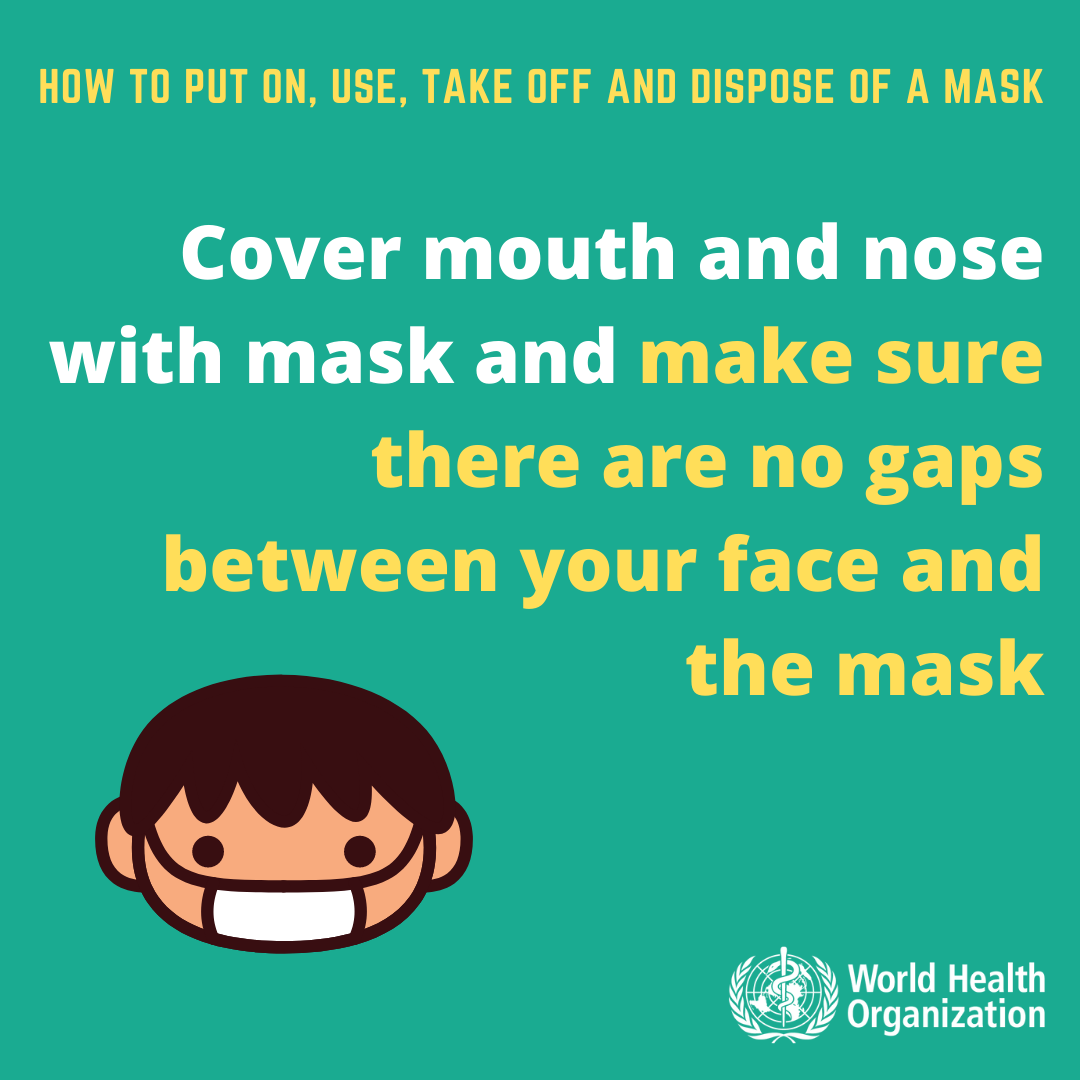 HOW TO PUT ON, USE, TAKE OFF AND DISPOSE OF A MASK
Cover mouth and nose
with mask and make sure
there are no gaps
between your face and
the mask
World Health
Organization